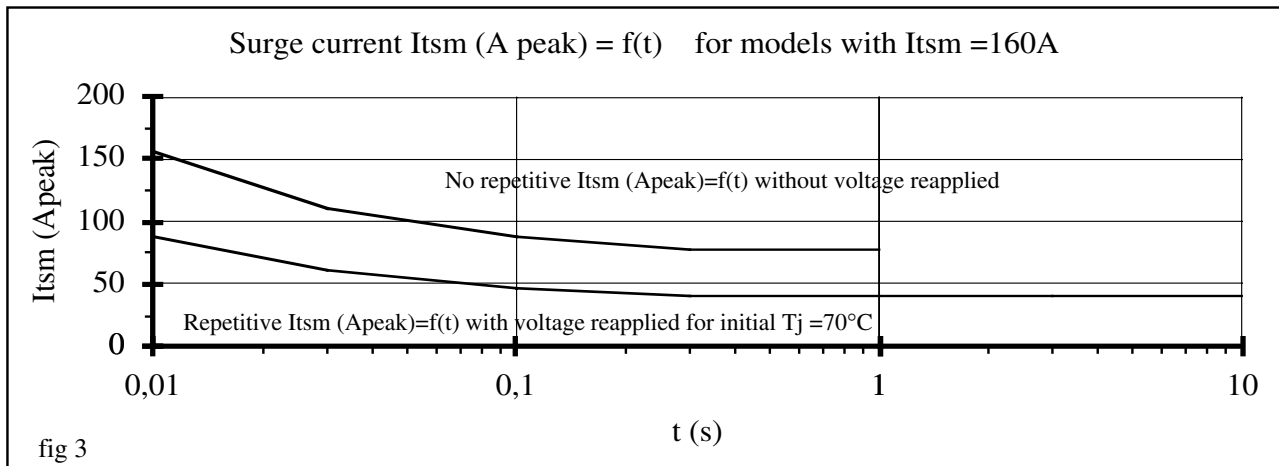 Surge current Itsm (A peak) = f(t) for models with Itsm =160A
Itsm (Apeak)
200
150
100
50
0
No repetitive Itsm (Apeak)=f(t) without voltage reapplied
Repetitive Itsm (Apeak)=f(t) with voltage reapplied for initial Tj =70°C
0,01 0,1 1 10
t (s)
fig 3